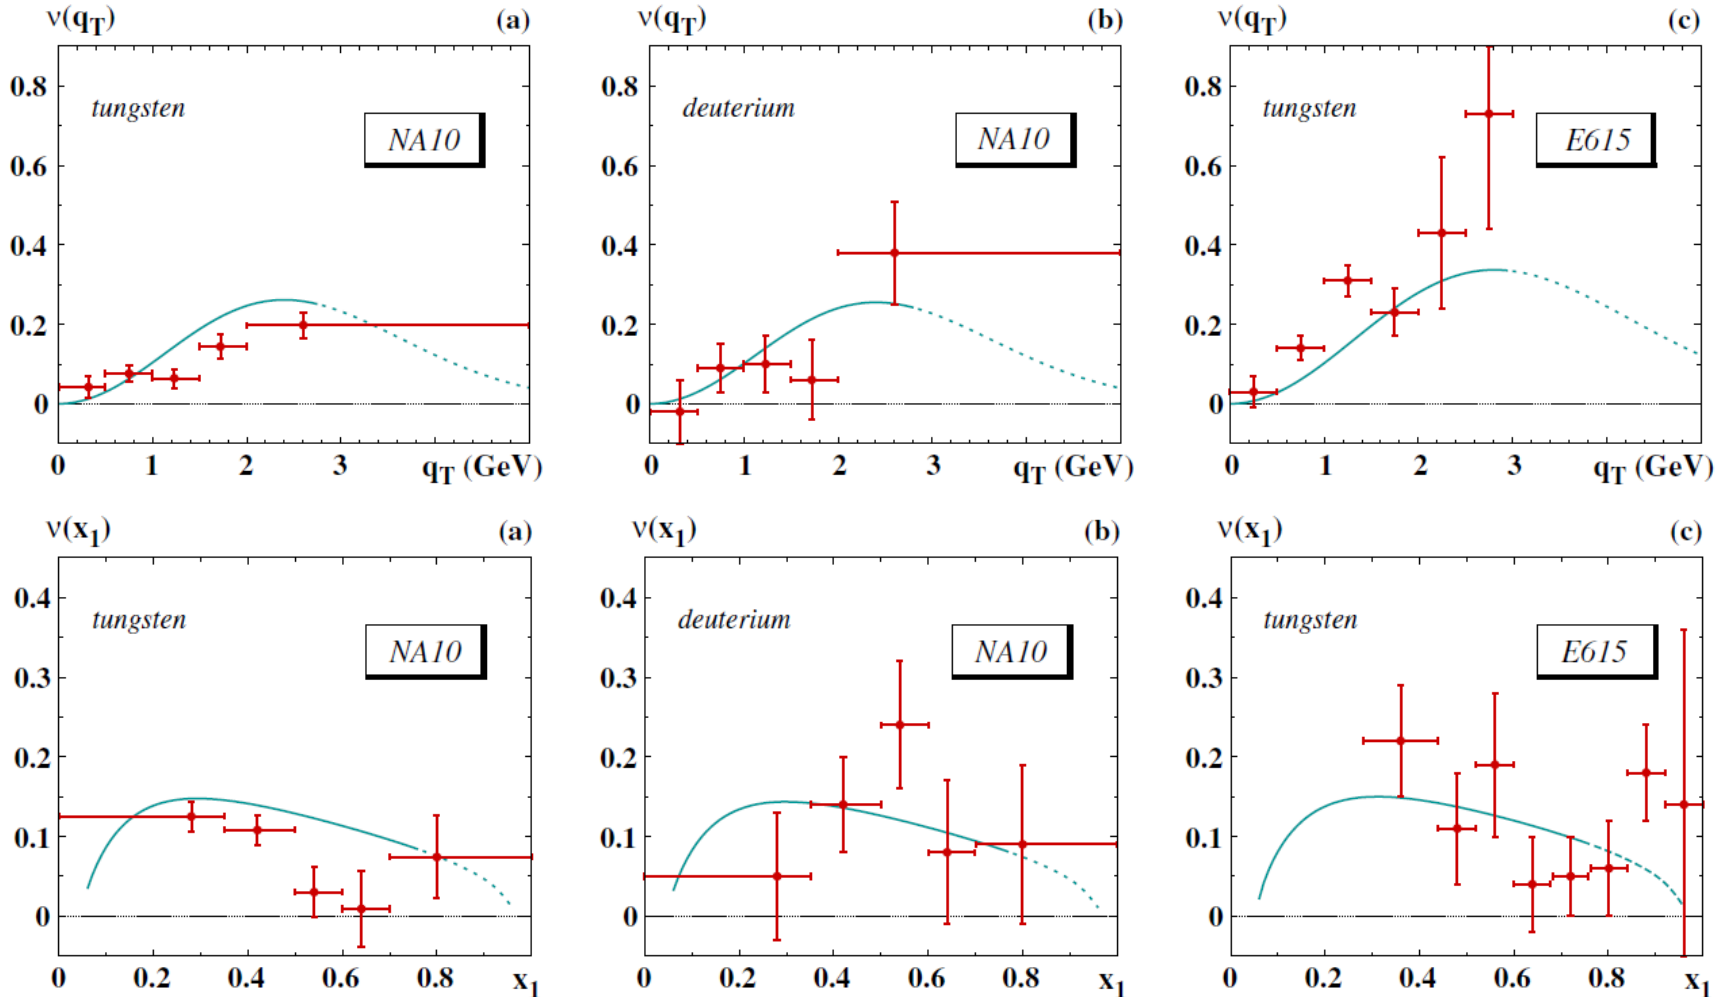 ν(q_T) (a) ν(q_T) (b) ν(q_T) (c)
0.8 tungsten NA10 0.8 deuterium NA10 0.8 tungsten E615
0.6 0.6 0.6
0.4 0.4 0.4
0.2 0.2 0.2
0 0 0
0 1 2 3 q_T (GeV) 0 1 2 3 q_T (GeV) 0 1 2 3 q_T (GeV)
ν(x_1) (a) ν(x_1) (b) ν(x_1) (c)
0.4 tungsten NA10 0.4 deuterium NA10 0.4 tungsten E615
0.3 0.3 0.3
0.2 0.2 0.2
0.1 0.1 0.1
0 0 0
0 0.2 0.4 0.6 0.8 x_1 0 0.2 0.4 0.6 0.8 x_1 0 0.2 0.4 0.6 0.8 x_1